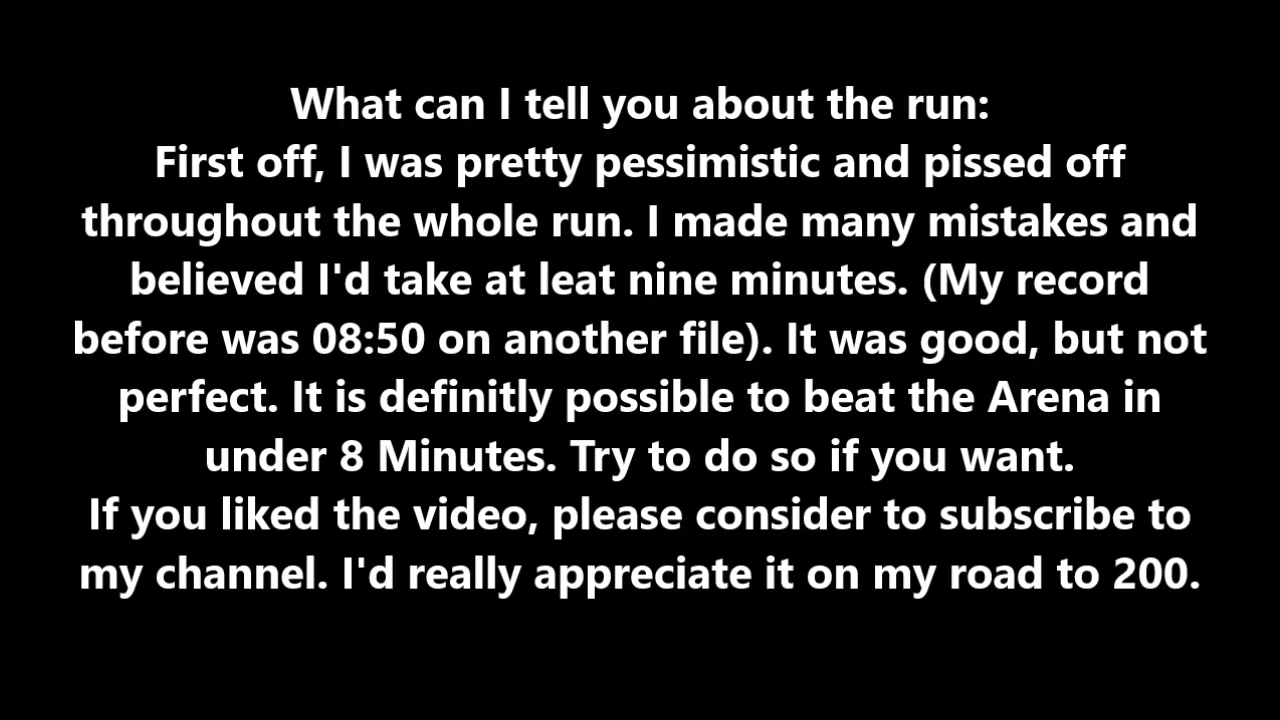 What can I tell you about the run:
First off, I was pretty pessimistic and pissed off
throughout the whole run. I made many mistakes and
believed I'd take at leat nine minutes. (My record
before was 08:50 on another file). It was good, but not
perfect. It is definitly possible to beat the Arena in
under 8 Minutes. Try to do so if you want.
If you liked the video, please consider to subscribe to
my channel. I'd really appreciate it on my road to 200.